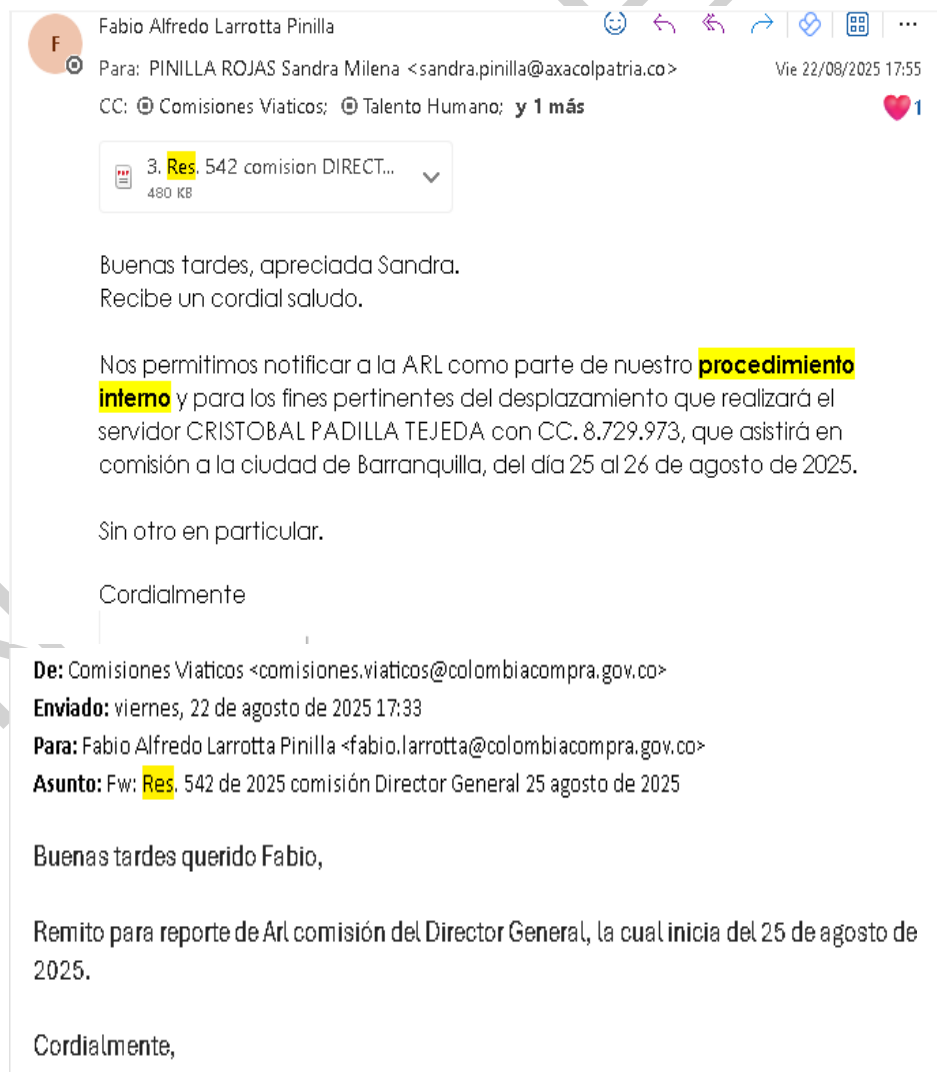 Fabio Alfredo Larrotta Pinilla
F
Para: PINILLA ROJAS Sandra Milena <sandra.pinilla@axacolpatria.co>
Vie 22/08/2025 17:55
CC: Comisiones Viaticos; Talento Humano; y 1 más
1
3. Res. 542 comision DIRECT...
480 KB
Buenas tardes, apreciada Sandra.
Recibe un cordial saludo.
Nos permitimos notificar a la ARL como parte de nuestro procedimiento
interno y para los fines pertinentes del desplazamiento que realizará el
servidor CRISTOBAL PADILLA TEJEDA con CC. 8.729.973, que asistirá en
comisión a la ciudad de Barranquilla, del día 25 al 26 de agosto de 2025.
Sin otro en particular.
Cordialmente
De: Comisiones Viaticos <comisiones.viaticos@colombiacompra.gov.co>
Enviado: viernes, 22 de agosto de 2025 17:33
Para: Fabio Alfredo Larrotta Pinilla <fabio.larrotta@colombiacompra.gov.co>
Asunto: Fw: Res. 542 de 2025 comisión Director General 25 agosto de 2025
Buenas tardes querido Fabio,
Remito para reporte de Arl comisión del Director General, la cual inicia del 25 de agosto de
2025.
Cordialmente,